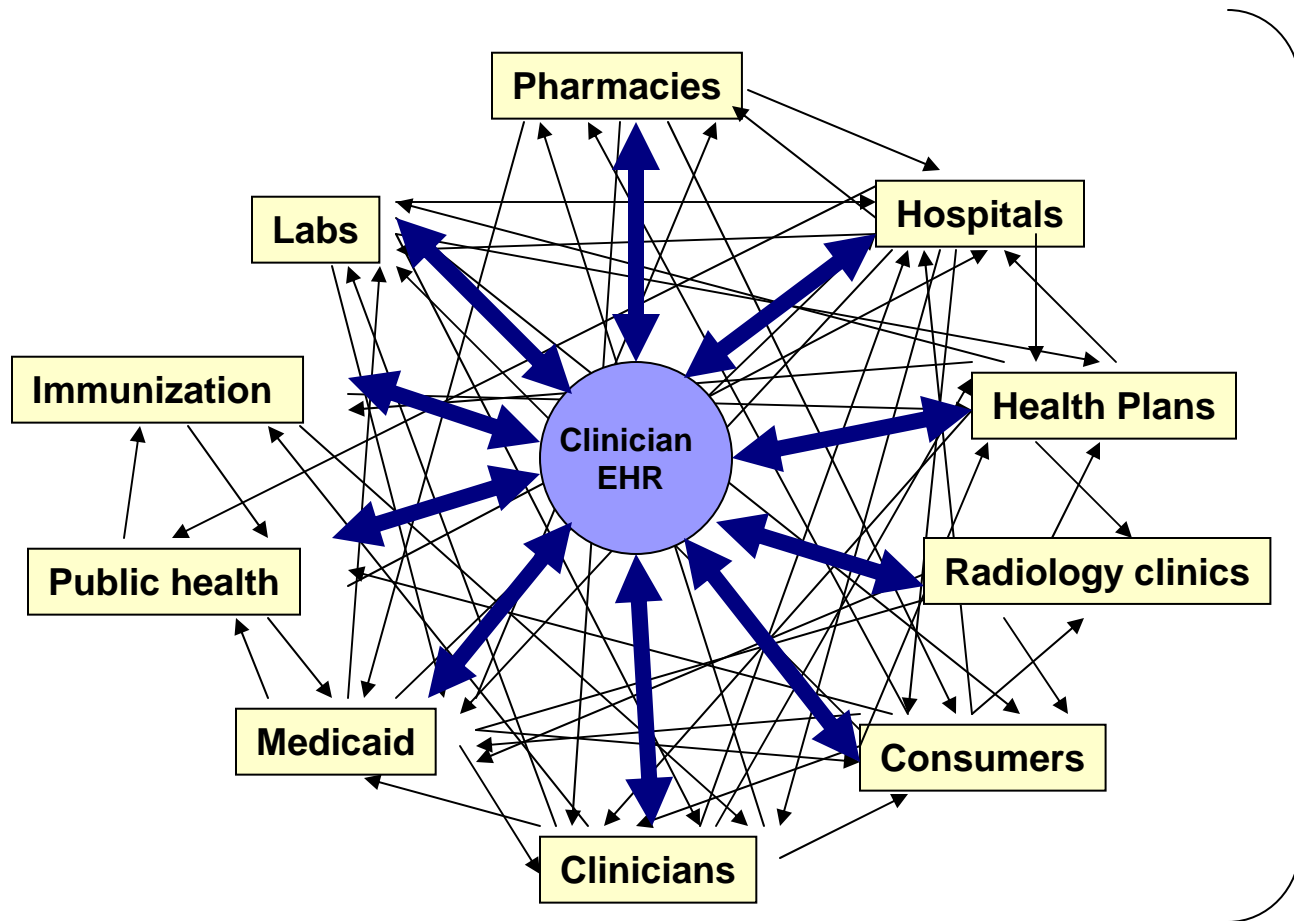 Pharmacies
Labs
Hospitals
Immunization
Health Plans
Clinician
EHR
Public health
Radiology clinics
Medicaid
Consumers
Clinicians